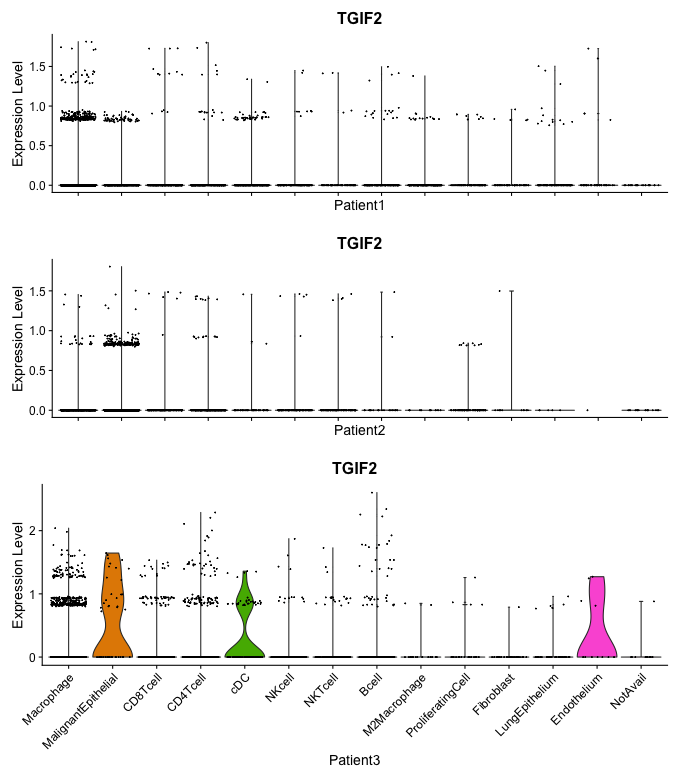 TGIF2
Expression Level
1.5
1.0
0.5
0.0
Patient1
TGIF2
Expression Level
1.5
1.0
0.5
0.0
Patient2
TGIF2
Expression Level
2
1
0
Macrophage
MalignantEpithelial
CD8Tcell
CD4Tcell
cDC
NKcell
NKTcell
Bcell
M2Macrophage
ProliferatingCell
Fibroblast
LungEpithelium
Endothelium
NotAvail
Patient3